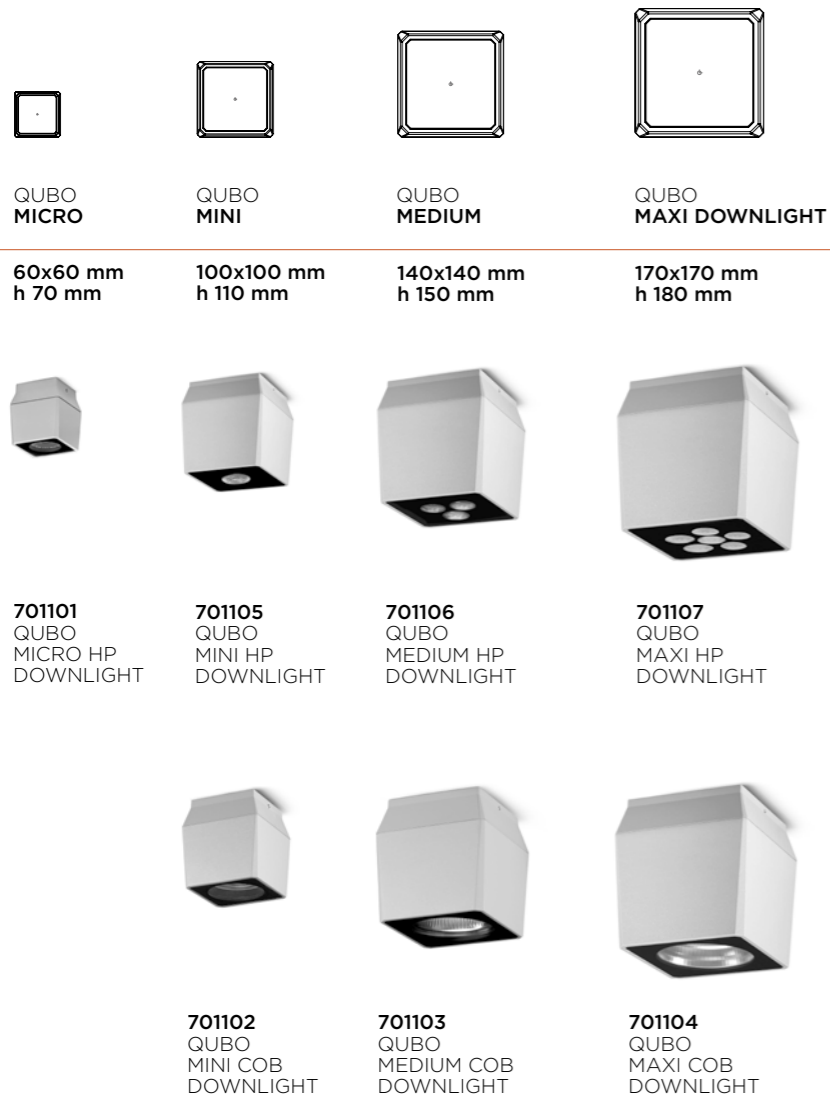 QUBO
MICRO
QUBO
MINI
QUBO
MEDIUM
QUBO
MAXI DOWNLIGHT
60x60 mm
h 70 mm
100x100 mm
h 110 mm
140x140 mm
h 150 mm
170x170 mm
h 180 mm
701101
QUBO
MICRO HP
DOWNLIGHT
701105
QUBO
MINI HP
DOWNLIGHT
701106
QUBO
MEDIUM HP
DOWNLIGHT
701107
QUBO
MAXI HP
DOWNLIGHT
701102
QUBO
MINI COB
DOWNLIGHT
701103
QUBO
MEDIUM COB
DOWNLIGHT
701104
QUBO
MAXI COB
DOWNLIGHT